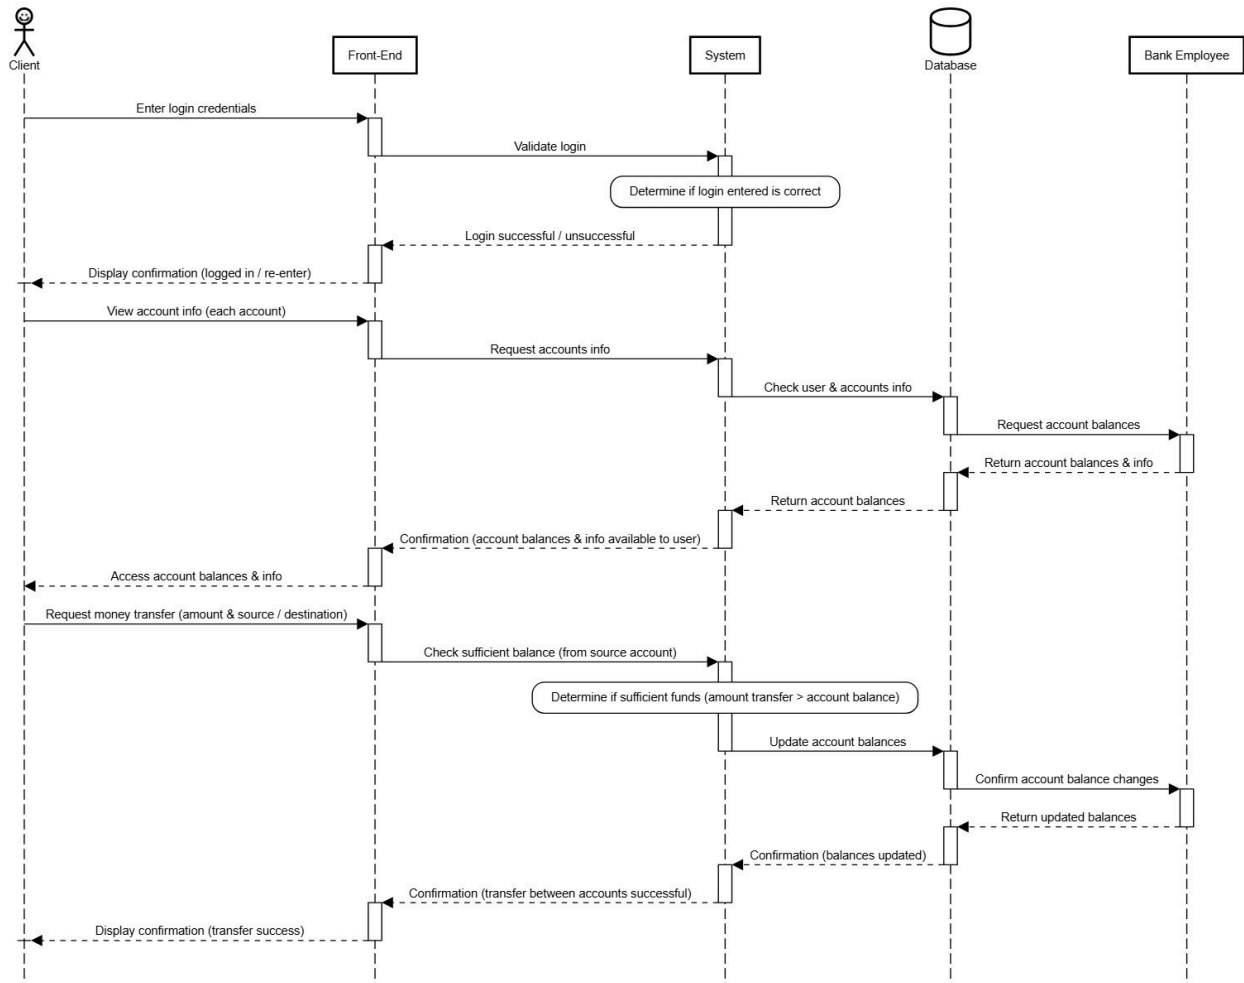 Client
Front-End
System
Database
Bank Employee
Enter login credentials
Validate login
Determine if login entered is correct
Login successful / unsuccessful
Display confirmation (logged in / re-enter)
View account info (each account)
Request accounts info
Check user & accounts info
Request account balances
Return account balances & info
Return account balances
Confirmation (account balances & info available to user)
Access account balances & info
Request money transfer (amount & source / destination)
Check sufficient balance (from source account)
Determine if sufficient funds (amount transfer > account balance)
Update account balances
Confirm account balance changes
Return updated balances
Confirmation (balances updated)
Confirmation (transfer between accounts successful)
Display confirmation (transfer success)